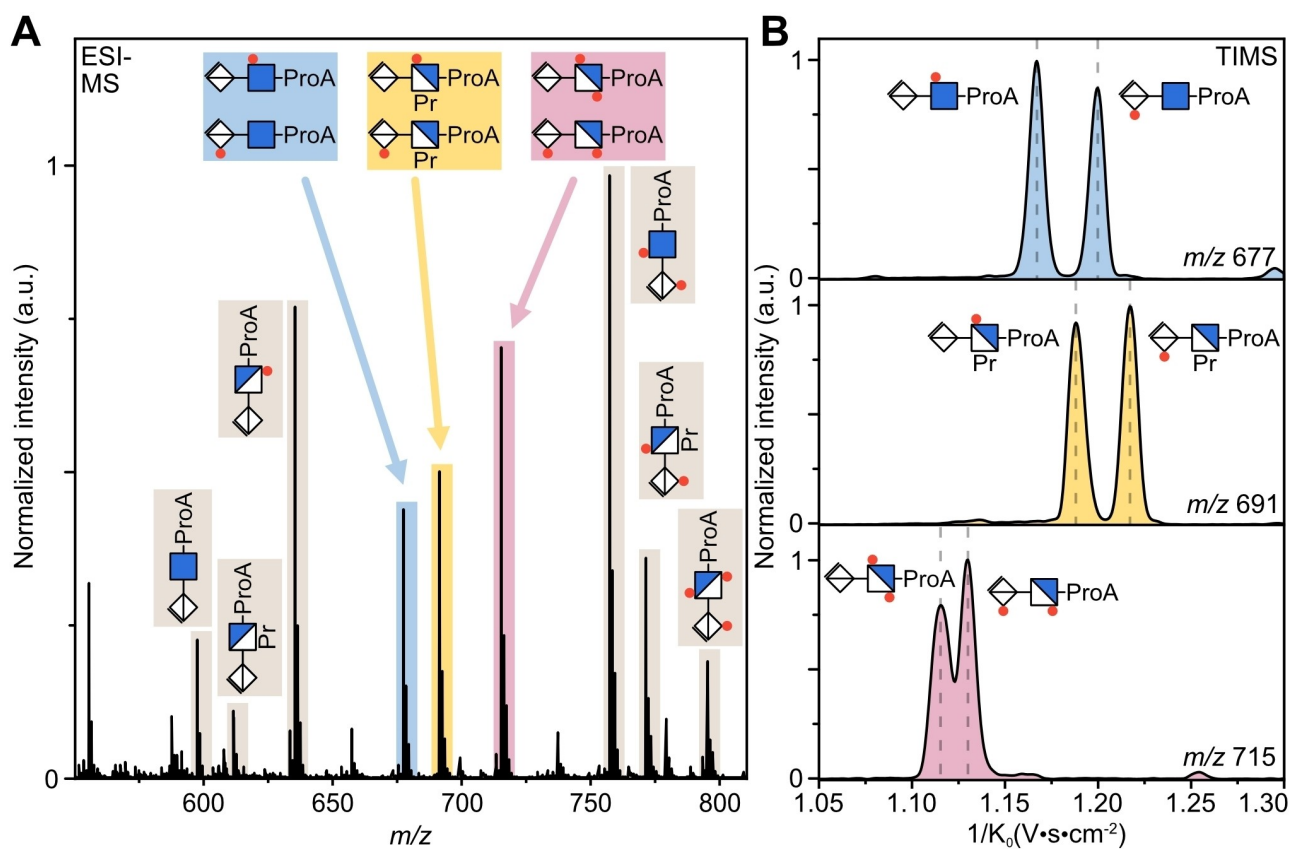 A
ESI-
MS
ProA
ProA
ProA
Pr
ProA
Pr
ProA
ProA
ProA
ProA
ProA
Pr
ProA
ProA
ProA
Pr
ProA
ProA
Normalized intensity (a.u.)
1
0
600
650
700
750
800
m/z
B
TIMS
ProA
ProA
m/z 677
ProA
Pr
ProA
Pr
m/z 691
ProA
ProA
m/z 715
Normalized intensity (a.u.)
1
0
1
0
1
0
1.05
1.10
1.15
1.20
1.25
1.30
1/K₀(V•s•cm⁻²)